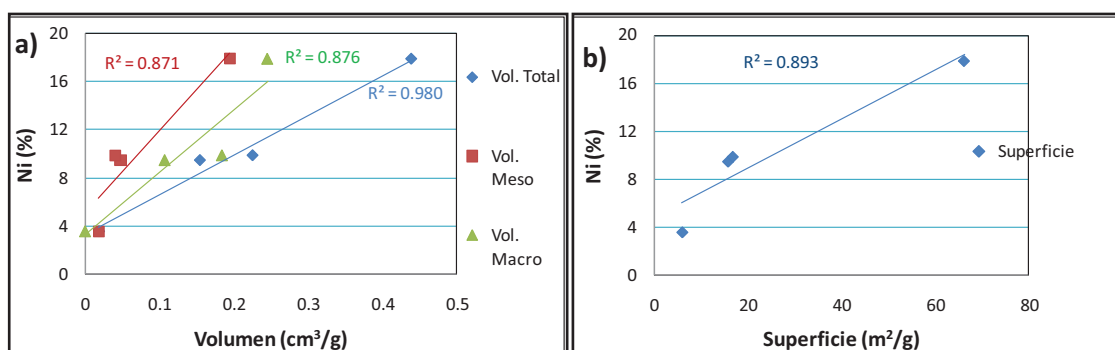 a)
20
16
12
8
4
0
Ni (%)
R² = 0.871
R² = 0.876
R² = 0.980
0 0.1 0.2 0.3 0.4 0.5
Volumen (cm³/g)
Vol. Total
Vol.
Meso
Vol.
Macro
b)
20
16
12
8
4
0
Ni (%)
R² = 0.893
Superficie
0 20 40 60 80
Superficie (m²/g)